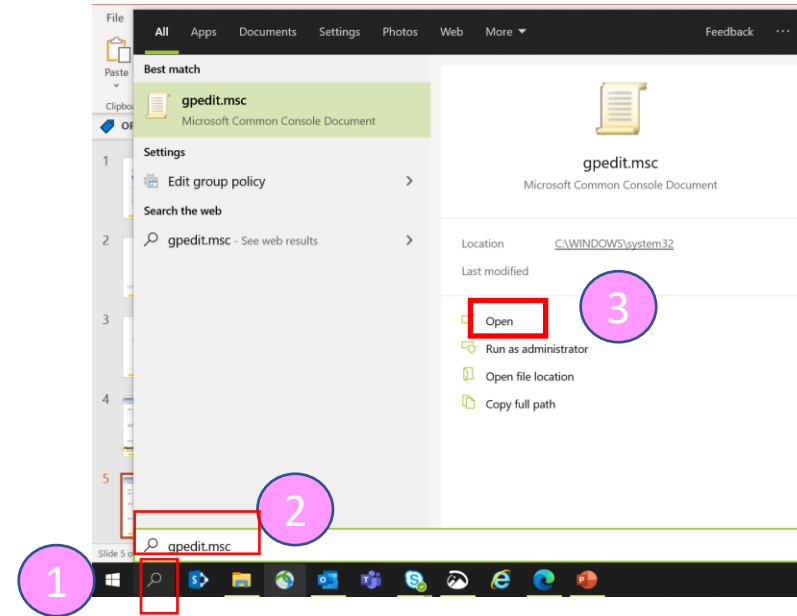 File
Paste
Clipbo
OF
1
2
3
4
5
Slide 5 o
All Apps Documents Settings Photos Web More Feedback ...
Best match
gpedit.msc
Microsoft Common Console Document
Settings
Edit group policy
Search the web
gpedit.msc - See web results
gpedit.msc
Microsoft Common Console Document
Location C:\WINDOWS\system32
Last modified
Open
3
Run as administrator
Open file location
Copy full path
2
gpedit.msc
1